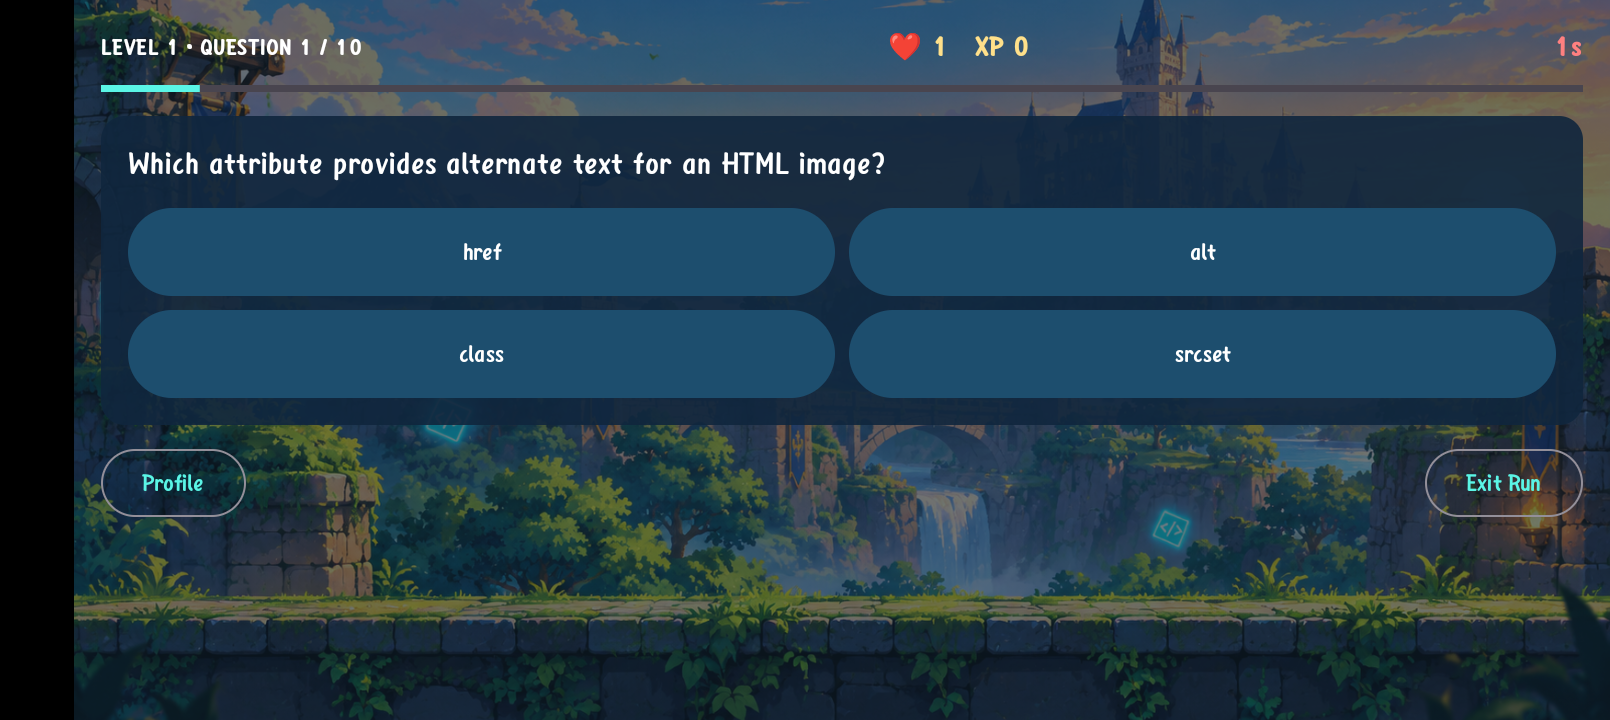 LEVEL 1 • QUESTION 1 / 10
❤️ 1 XP 0
1s
Which attribute provides alternate text for an HTML image?
href
alt
class
srcset
Profile
Exit Run
</>